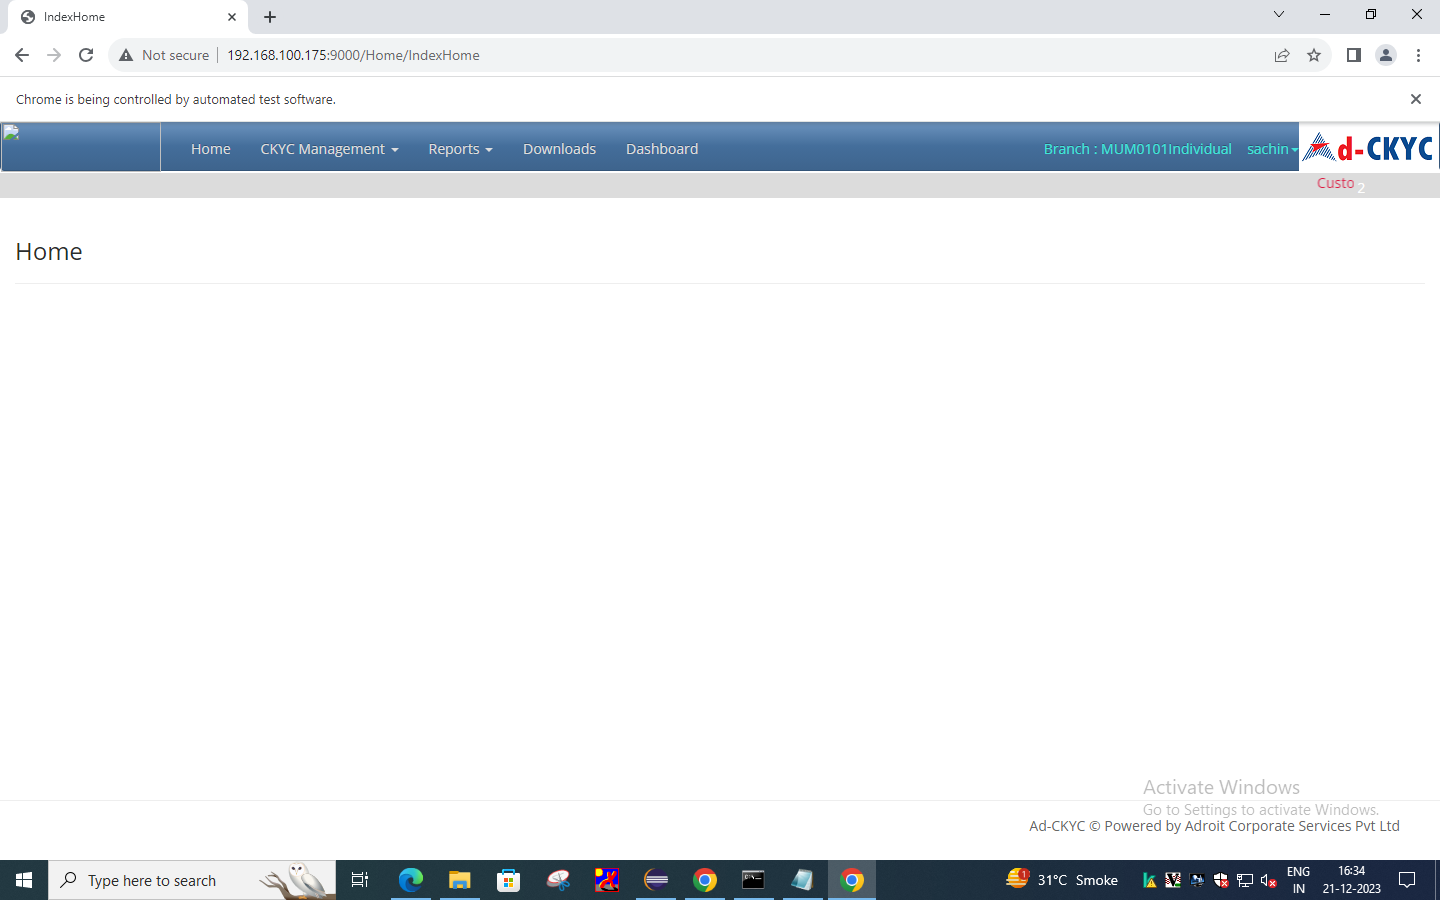 IndexHome
Not secure
192.168.100.175:9000/Home/IndexHome
Chrome is being controlled by automated test software.
Home
CKYC Management
Reports
Downloads
Dashboard
Branch : MUM0101Individual
sachin
d-CKYC
Custo
2
Home
Activate Windows
Go to Settings to activate Windows.
Ad-CKYC © Powered by Adroit Corporate Services Pvt Ltd
Type here to search
1
31°C Smoke
ENG
IN
16:34
21-12-2023